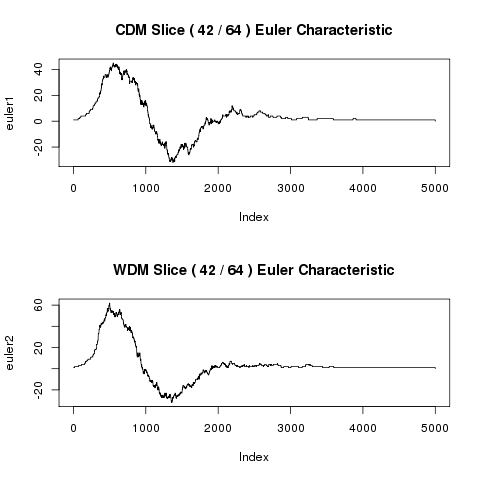 CDM Slice ( 42 / 64 ) Euler Characteristic
euler1
40
20
0
-20
0 1000 2000 3000 4000 5000
Index
WDM Slice ( 42 / 64 ) Euler Characteristic
euler2
60
20
-20
0 1000 2000 3000 4000 5000
Index